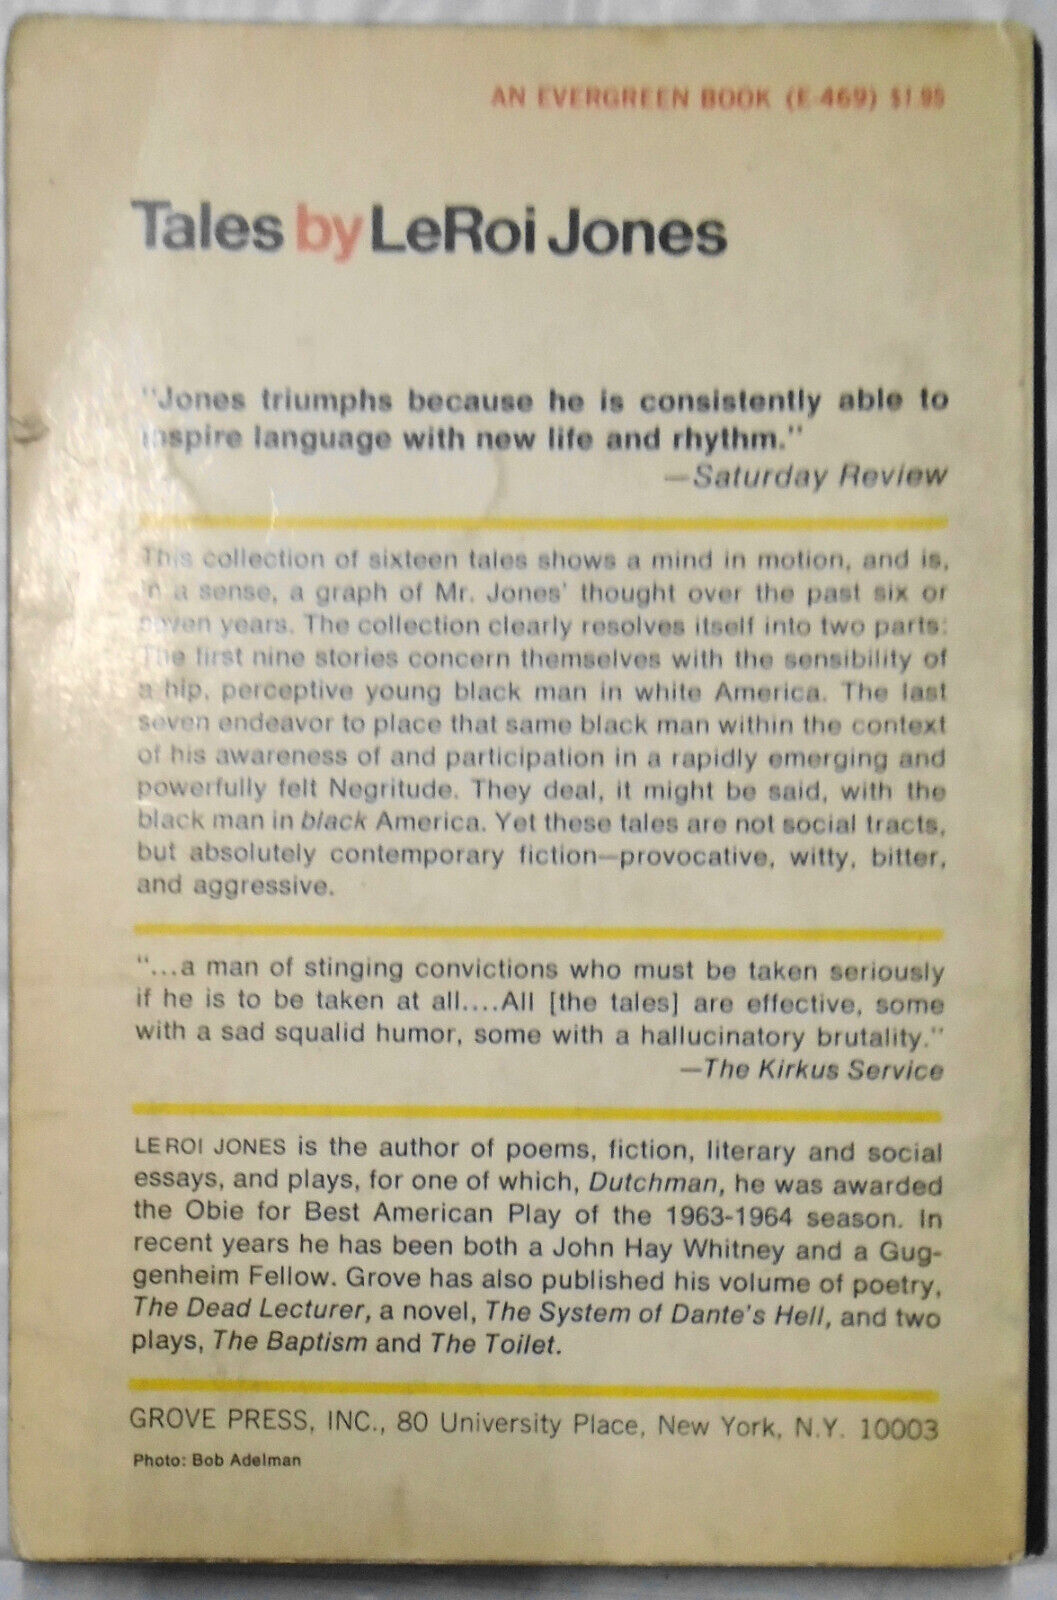 AN EVERGREEN BOOK (E-469) $1.95
Tales by LeRoi Jones
"Jones triumphs because he is consistently able to
inspire language with new life and rhythm."
—Saturday Review
This collection of sixteen tales shows a mind in motion, and is,
in a sense, a graph of Mr. Jones' thought over the past six or
seven years. The collection clearly resolves itself into two parts:
The first nine stories concern themselves with the sensibility of
a hip, perceptive young black man in white America. The last
seven endeavor to place that same black man within the context
of his awareness of and participation in a rapidly emerging and
powerfully felt Negritude. They deal, it might be said, with the
black man in black America. Yet these tales are not social tracts,
but absolutely contemporary fiction—provocative, witty, bitter,
and aggressive.
"...a man of stinging convictions who must be taken seriously
if he is to be taken at all....All [the tales] are effective, some
with a sad squalid humor, some with a hallucinatory brutality."
—The Kirkus Service
LEROI JONES is the author of poems, fiction, literary and social
essays, and plays, for one of which, Dutchman, he was awarded
the Obie for Best American Play of the 1963-1964 season. In
recent years he has been both a John Hay Whitney and a Gug-
genheim Fellow. Grove has also published his volume of poetry,
The Dead Lecturer, a novel, The System of Dante's Hell, and two
plays, The Baptism and The Toilet.
GROVE PRESS, INC., 80 University Place, New York, N.Y. 10003
Photo: Bob Adelman